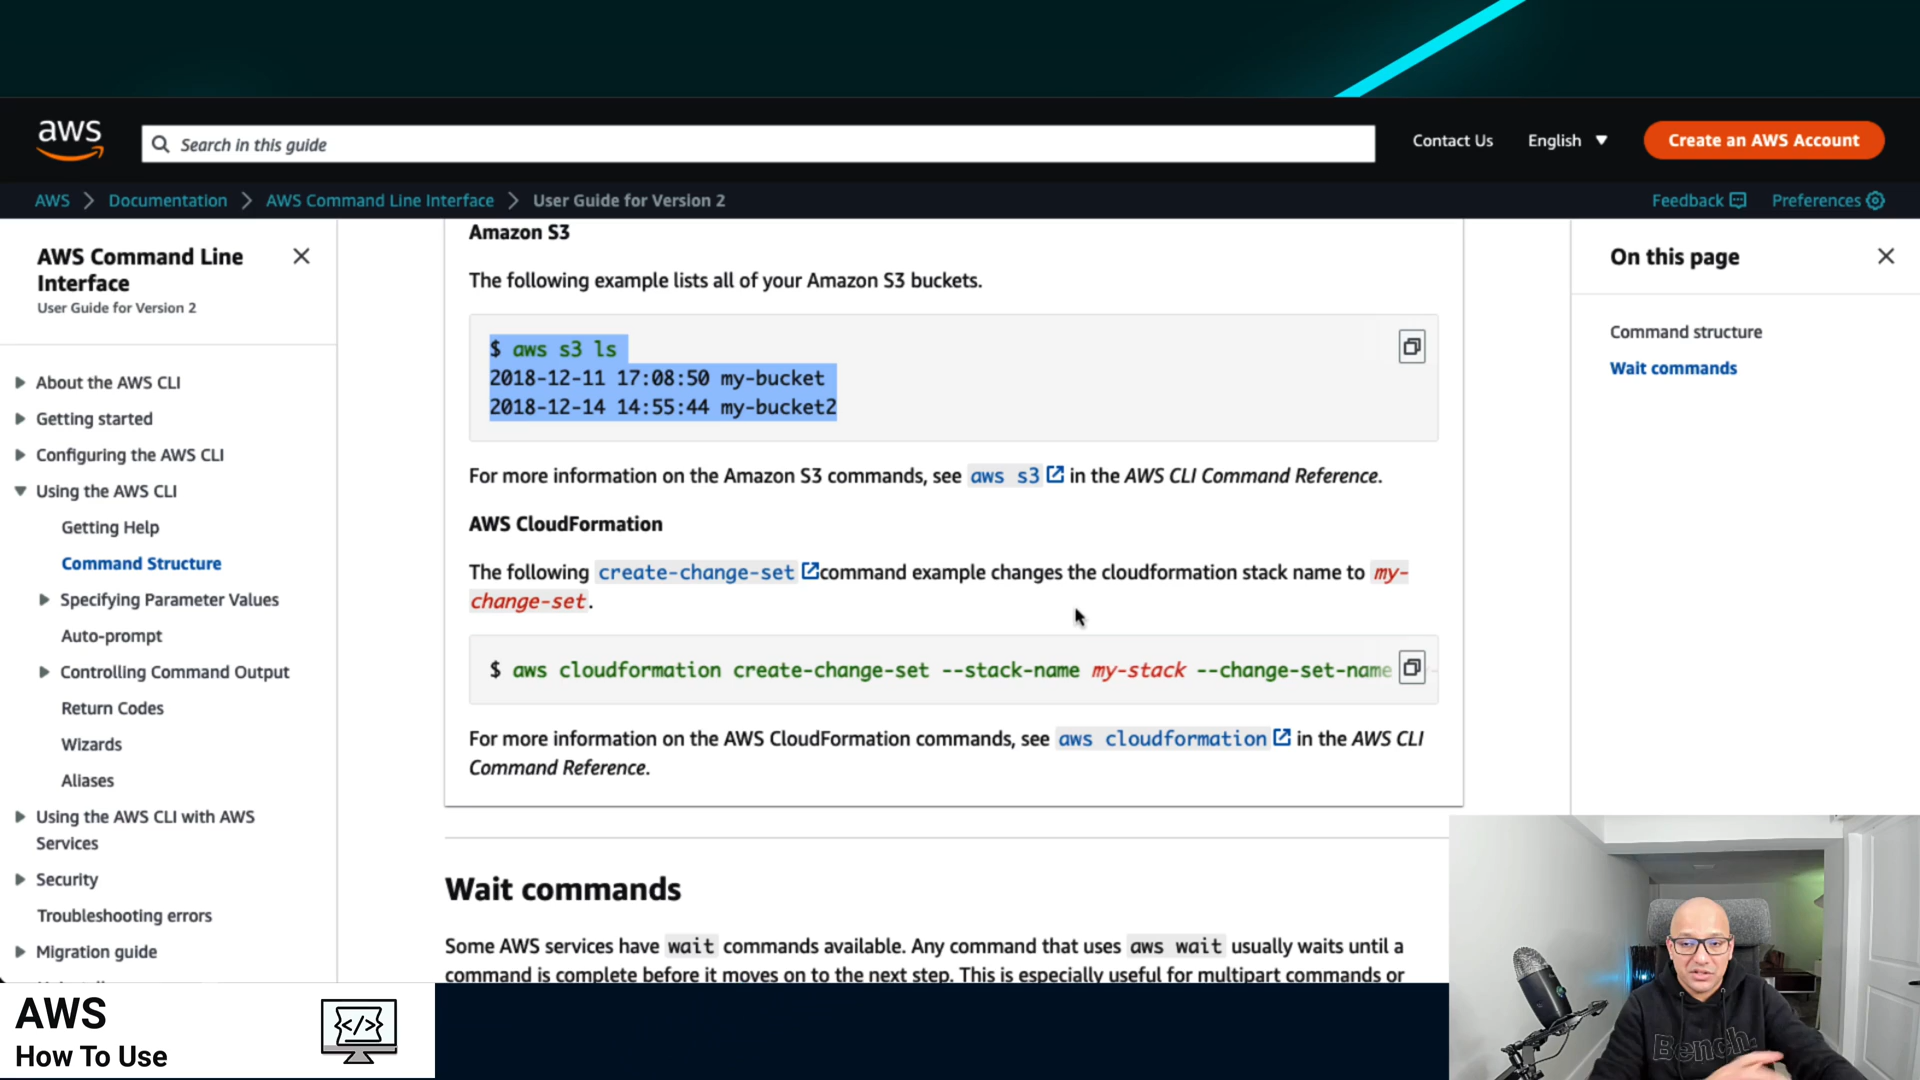 aws
Search in this guide
Contact Us
English
Create an AWS Account
AWS
Documentation
AWS Command Line Interface
User Guide for Version 2
Feedback
Preferences
AWS Command Line
Interface
User Guide for Version 2
About the AWS CLI
Getting started
Configuring the AWS CLI
Using the AWS CLI
Getting Help
Command Structure
Specifying Parameter Values
Auto-prompt
Controlling Command Output
Return Codes
Wizards
Aliases
Using the AWS CLI with AWS
Services
Security
Troubleshooting errors
Migration guide
Amazon S3
The following example lists all of your Amazon S3 buckets.
$ aws s3 ls
2018-12-11 17:08:50 my-bucket
2018-12-14 14:55:44 my-bucket2
For more information on the Amazon S3 commands, see aws s3 in the AWS CLI Command Reference.
AWS CloudFormation
The following create-change-set command example changes the cloudformation stack name to my-
change-set.
$ aws cloudformation create-change-set --stack-name my-stack --change-set-name
For more information on the AWS CloudFormation commands, see aws cloudformation in the AWS CLI
Command Reference.
Wait commands
Some AWS services have wait commands available. Any command that uses aws wait usually waits until a
command is complete before it moves on to the next step. This is especially useful for multipart commands or
On this page
Command structure
Wait commands
AWS
How To Use
</>
Bench.